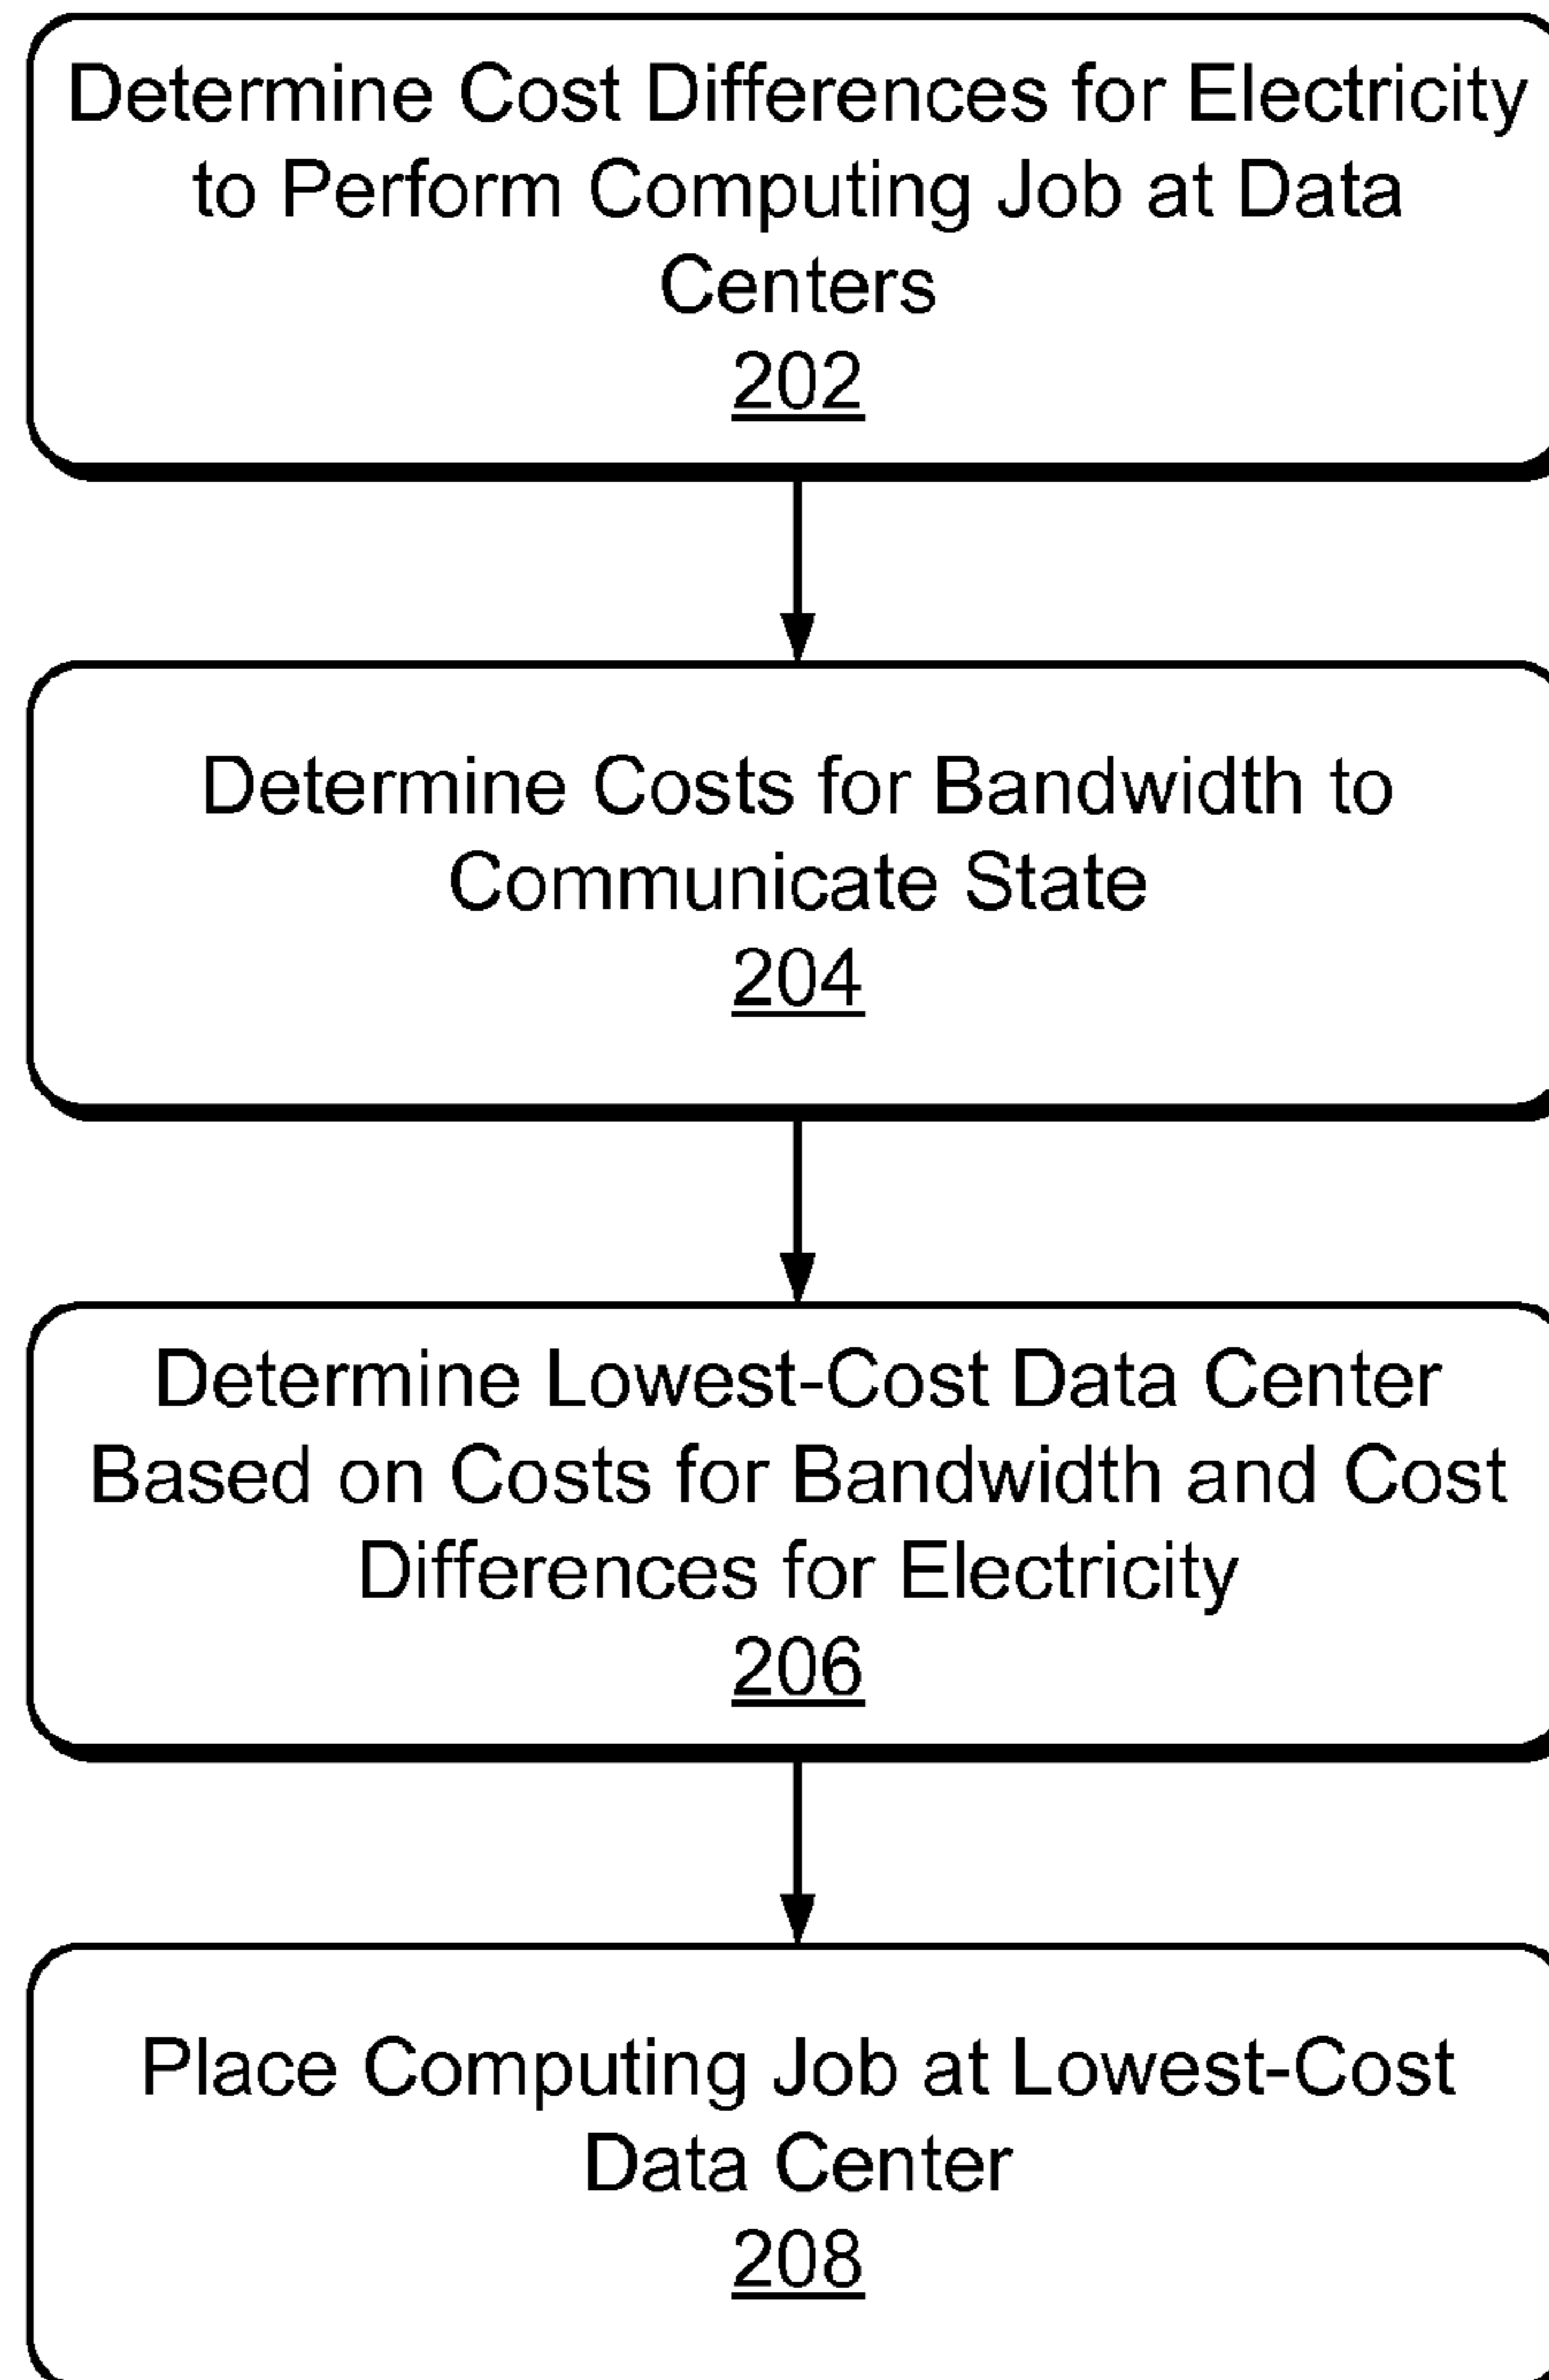 Determine Cost Differences for Electricity
to Perform Computing Job at Data
Centers
202
Determine Costs for Bandwidth to
Communicate State
204
Determine Lowest-Cost Data Center
Based on Costs for Bandwidth and Cost
Differences for Electricity
206
Place Computing Job at Lowest-Cost
Data Center
208